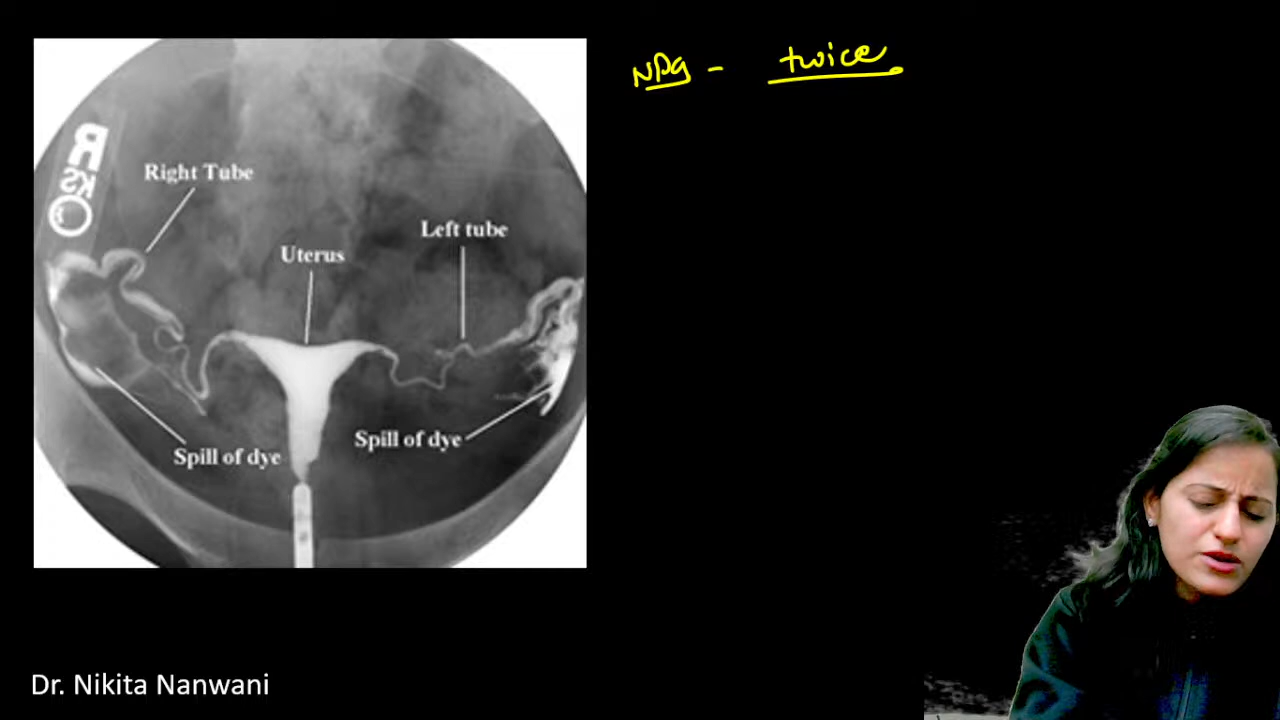 NPG - twice
Right Tube
Left tube
Uterus
Spill of dye
Spill of dye
Dr. Nikita Nanwani